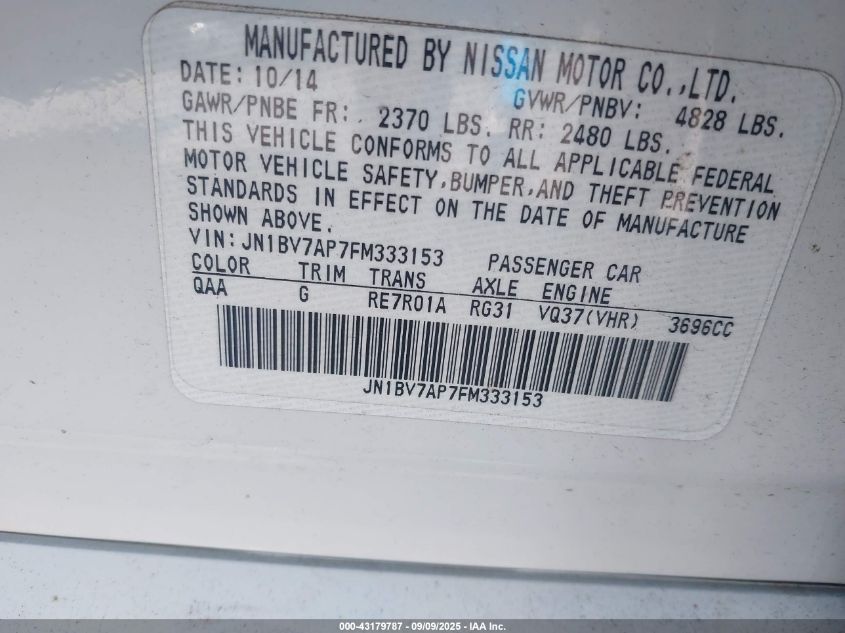 MANUFACTURED BY NISSAN MOTOR CO.,LTD.
DATE: 10/14 GVWR/PNBV: 4828 LBS.
GAWR/PNBE FR: 2370 LBS. RR: 2480 LBS.
THIS VEHICLE CONFORMS TO ALL APPLICABLE FEDERAL
MOTOR VEHICLE SAFETY,BUMPER,AND THEFT PREVENTION
STANDARDS IN EFFECT ON THE DATE OF MANUFACTURE
SHOWN ABOVE.
VIN: JN1BV7AP7FM333153 PASSENGER CAR
COLOR TRIM TRANS AXLE ENGINE
QAA G RE7R01A RG31 VQ37(VHR) 3696CC
JN1BV7AP7FM333153
000-43179787 - 09/09/2025 - IAA Inc.